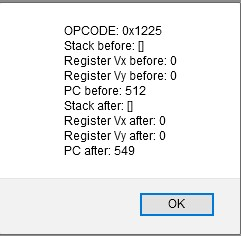 OPCODE: 0x1225
Stack before: []
Register Vx before: 0
Register Vy before: 0
PC before: 512
Stack after: []
Register Vx after: 0
Register Vy after: 0
PC after: 549
OK